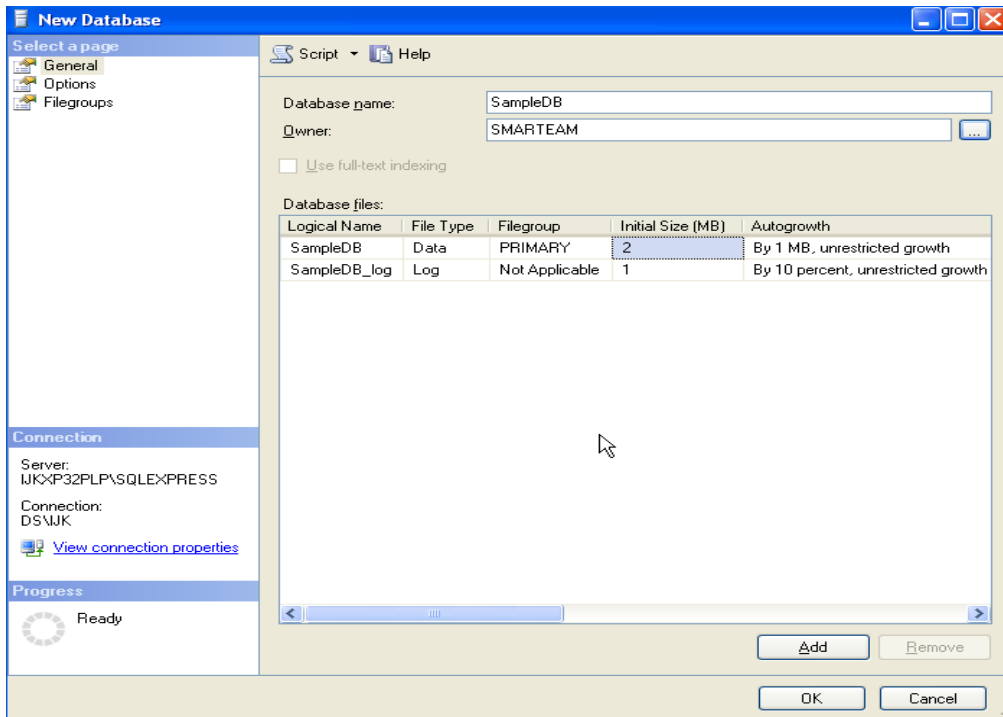 New Database
Select a page
General
Options
Filegroups
Script Help
Database name: SampleDB
Owner: SMARTEAM ...
Use full-text indexing
Database files:
Logical Name File Type Filegroup Initial Size (MB) Autogrowth
SampleDB Data PRIMARY 2 By 1 MB, unrestricted growth
SampleDB_log Log Not Applicable 1 By 10 percent, unrestricted growth
Connection
Server:
IJKXP32PLP\SQLEXPRESS
Connection:
DS\IJK
View connection properties
Progress
Ready
Add Remove
OK Cancel